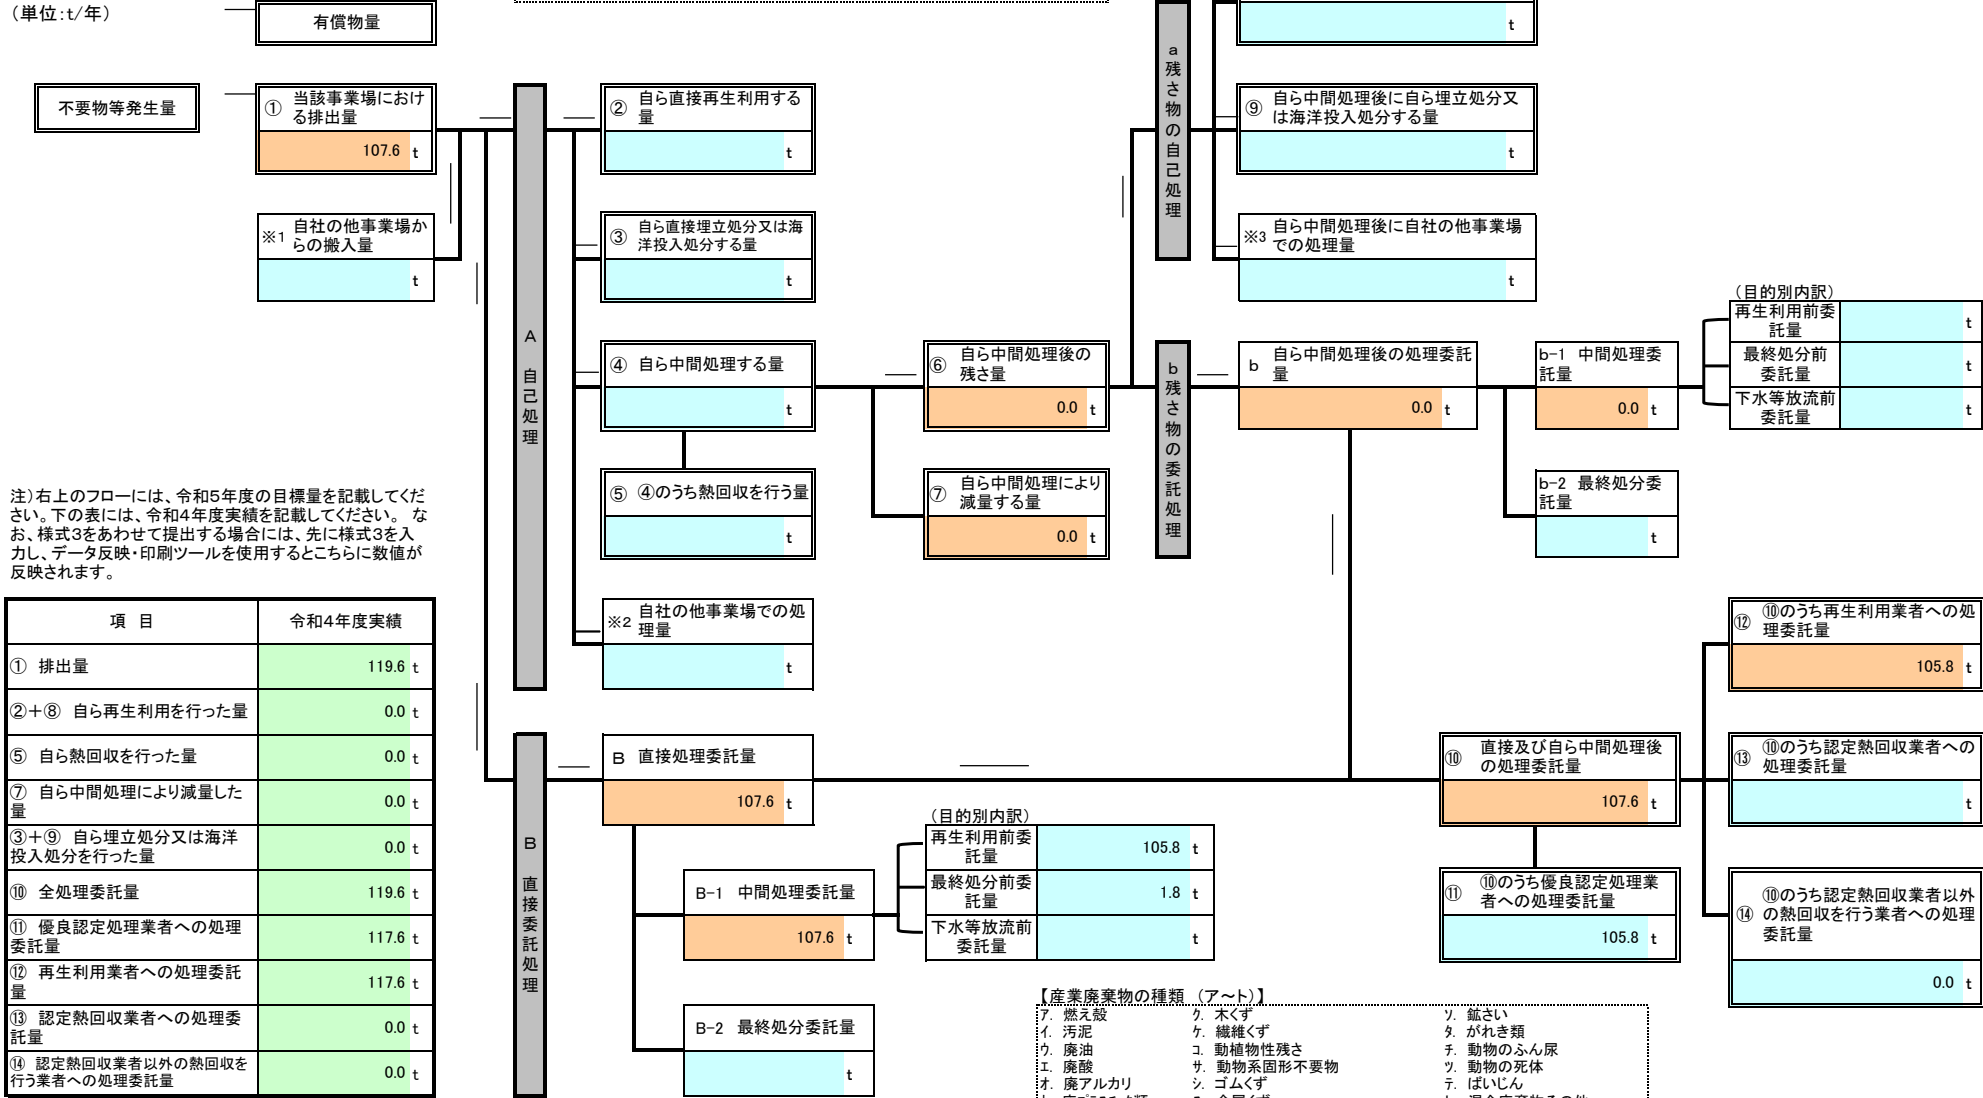 （単位:t/年）
有償物量
t
不要物等発生量
① 当該事業場におけ
る排出量
107.6 t
※1 自社の他事業場か
らの搬入量
t
A 自己処理
② 自ら直接再生利用する
量
t
③ 自ら直接埋立処分又は海
洋投入処分する量
t
④ 自ら中間処理する量
t
⑤ ④のうち熱回収を行う量
t
※2 自社の他事業場での処
理量
t
⑥ 自ら中間処理後の
残さ量
0.0 t
⑦ 自ら中間処理により
減量する量
0.0 t
a 残さ物の自己処理
⑨ 自ら中間処理後に自ら埋立処分又
は海洋投入処分する量
t
※3 自ら中間処理後に自社の他事業場
での処理量
t
b 残さ物の委託処理
b 自ら中間処理後の処理委託
量
0.0 t
b-1 中間処理委
託量
0.0 t
（目的別内訳）
再生利用前委
託量
t
最終処分前
委託量
t
下水等放流前
委託量
t
b-2 最終処分委
託量
t
注）右上のフローには、令和5年度の目標量を記載してくだ
さい。下の表には、令和4年度実績を記載してください。 な
お、様式3をあわせて提出する場合には、先に様式3を入
力し、データ反映・印刷ツールを使用するとこちらに数値が
反映されます。
項 目 令和4年度実績
① 排出量 119.6 t
②＋⑧ 自ら再生利用を行った量 0.0 t
⑤ 自ら熱回収を行った量 0.0 t
⑦ 自ら中間処理により減量した
量 0.0 t
③＋⑨ 自ら埋立処分又は海洋
投入処分を行った量 0.0 t
⑩ 全処理委託量 119.6 t
⑪ 優良認定処理業者への処理
委託量 117.6 t
⑫ 再生利用業者への処理委託
量 117.6 t
⑬ 認定熱回収業者への処理委
託量 0.0 t
⑭ 認定熱回収業者以外の熱回収を
行う業者への処理委託量 0.0 t
B 直接委託処理
B 直接処理委託量
107.6 t
B-1 中間処理委託量
107.6 t
（目的別内訳）
再生利用前委
託量
105.8 t
最終処分前委
託量
1.8 t
下水等放流前
委託量
t
B-2 最終処分委託量
t
⑩ 直接及び自ら中間処理後
の処理委託量
107.6 t
⑪ ⑩のうち優良認定処理業
者への処理委託量
105.8 t
⑫ ⑩のうち再生利用業者への処
理委託量
105.8 t
⑬ ⑩のうち認定熱回収業者への
処理委託量
t
⑭ ⑩のうち認定熱回収業者以外
の熱回収を行う業者への処理
委託量
0.0 t
【産業廃棄物の種類 （ア～ト）】
ア. 燃え殻 ク. 木くず ソ. 鉱さい
イ. 汚泥 ケ. 繊維くず タ. がれき類
ウ. 廃油 コ. 動植物性残さ チ. 動物のふん尿
エ. 廃酸 サ. 動物系固形不要物 ツ. 動物の死体
オ. 廃アルカリ シ. ゴムくず テ. ばいじん